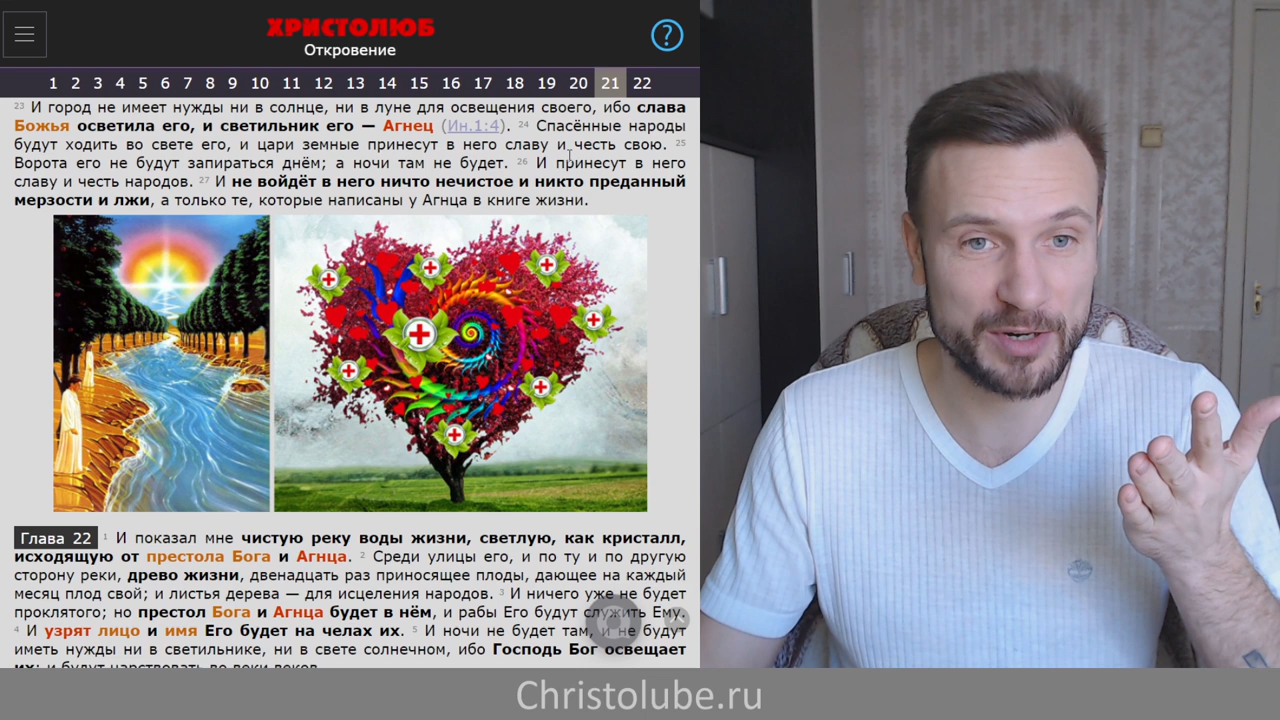 ХРИСТОЛЮБ
Откровение
?
1 2 3 4 5 6 7 8 9 10 11 12 13 14 15 16 17 18 19 20 21 22
23 И город не имеет нужды ни в солнце, ни в луне для освещения своего, ибо слава
Божья осветила его, и светильник его — Агнец (Ин.1:4). 24 Спасённые народы
будут ходить во свете его, и цари земные принесут в него славу и честь свою. 25
Ворота его не будут запираться днём; а ночи там не будет. 26 И принесут в него
славу и честь народов. 27 И не войдёт в него ничто нечистое и никто преданный
мерзости и лжи, а только те, которые написаны у Агнца в книге жизни.
Глава 22 1 И показал мне чистую реку воды жизни, светлую, как кристалл,
исходящую от престола Бога и Агнца. 2 Среди улицы его, и по ту и по другую
сторону реки, древо жизни, двенадцать раз приносящее плоды, дающее на каждый
месяц плод свой; и листья дерева — для исцеления народов. 3 И ничего уже не будет
проклятого; но престол Бога и Агнца будет в нём, и рабы Его будут служить Ему.
4 И узрят лицо и имя Его будет на челах их. 5 И ночи не будет там, и не будут
иметь нужды ни в светильнике, ни в свете солнечном, ибо Господь Бог освещает
их; и будут царствовать во веки веков.
Christolube.ru